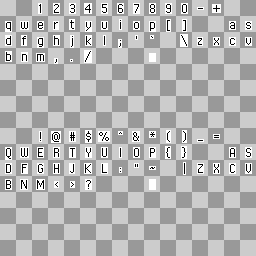 1 2 3 4 5 6 7 8 9 0 - +
q w e r t y u i o p [ ] a s
d f g h j k l ; ' ` \ z x c v
b n m , . /
! @ # $ % ^ & * ( ) _ =
Q W E R T Y U I O P { } A S
D F G H J K L : " ~ | Z X C V
B N M < > ?